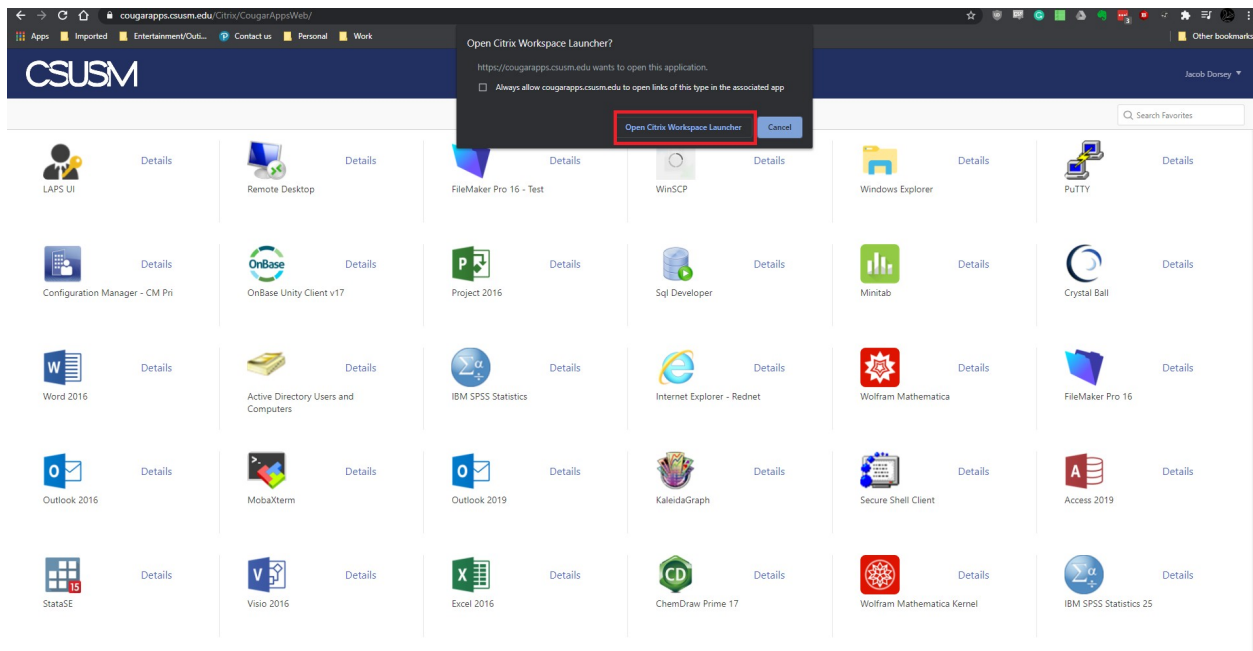 cougarapps.csusm.edu/Citrix/CougarAppsWeb/
3
Apps Imported Entertainment/Outi... Contact us Personal Work Other bookmarks
Open Citrix Workspace Launcher?
https://cougarapps.csusm.edu wants to open this application.
Always allow cougarapps.csusm.edu to open links of this type in the associated app
Open Citrix Workspace Launcher Cancel
CSUSM
Jacob Dorsey
Search Favorites
Details Details Details Details Details Details
LAPS UI Remote Desktop FileMaker Pro 16 - Test WinSCP Windows Explorer PuTTY
OnBase
Details Details Details Details Details Details
Configuration Manager - CM Pri OnBase Unity Client v17 Project 2016 Sql Developer Minitab Crystal Ball
Details Details Details Details Details Details
Word 2016 Active Directory Users and IBM SPSS Statistics Internet Explorer - Rednet Wolfram Mathematica FileMaker Pro 16
Computers
Details Details Details Details Details Details
Outlook 2016 MobaXterm Outlook 2019 KaleidaGraph Secure Shell Client Access 2019
15
CD
Details Details Details Details Details Details
StataSE Visio 2016 Excel 2016 ChemDraw Prime 17 Wolfram Mathematica Kernel IBM SPSS Statistics 25